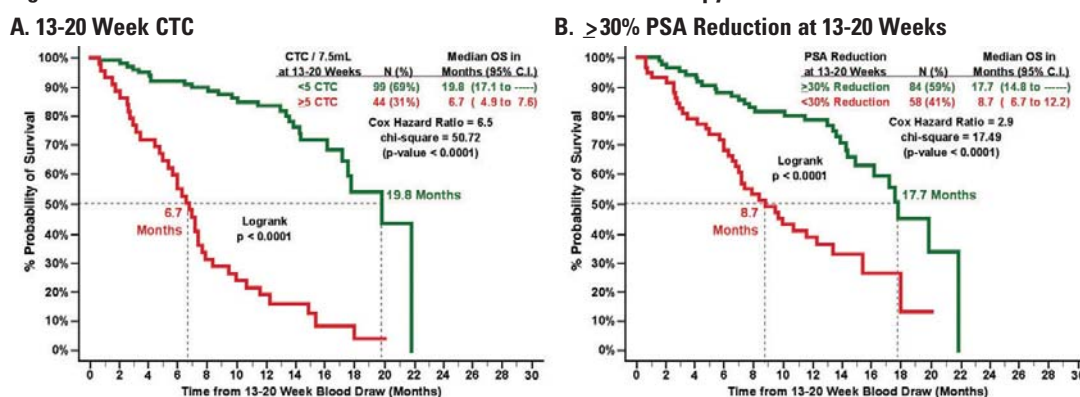 A. 13-20 Week CTC
CTC / 7.5mL Median OS in
at 13-20 Weeks N (%) Months (95% C.I.)
<5 CTC 99 (69%) 19.8 (17.1 to -----)
≥5 CTC 44 (31%) 6.7 ( 4.9 to 7.6)
Cox Hazard Ratio = 6.5
chi-square = 50.72
(p-value < 0.0001)
% Probability of Survival
100%
90%
80%
70%
60%
50%
40%
30%
20%
10%
0%
19.8 Months
6.7
Months
Logrank
p < 0.0001
0 2 4 6 8 10 12 14 16 18 20 22 24 26 28 30
Time from 13-20 Week Blood Draw (Months)
B. ≥30% PSA Reduction at 13-20 Weeks
PSA Reduction Median OS in
at 13-20 Weeks N (%) Months (95% C.I.)
≥30% Reduction 84 (59%) 17.7 (14.8 to -----)
<30% Reduction 58 (41%) 8.7 ( 6.7 to 12.2)
Cox Hazard Ratio = 2.9
chi-square = 17.49
(p-value < 0.0001)
% Probability of Survival
100%
90%
80%
70%
60%
50%
40%
30%
20%
10%
0%
Logrank
p < 0.0001
17.7 Months
8.7
Months
0 2 4 6 8 10 12 14 16 18 20 22 24 26 28 30
Time from 13-20 Week Blood Draw (Months)